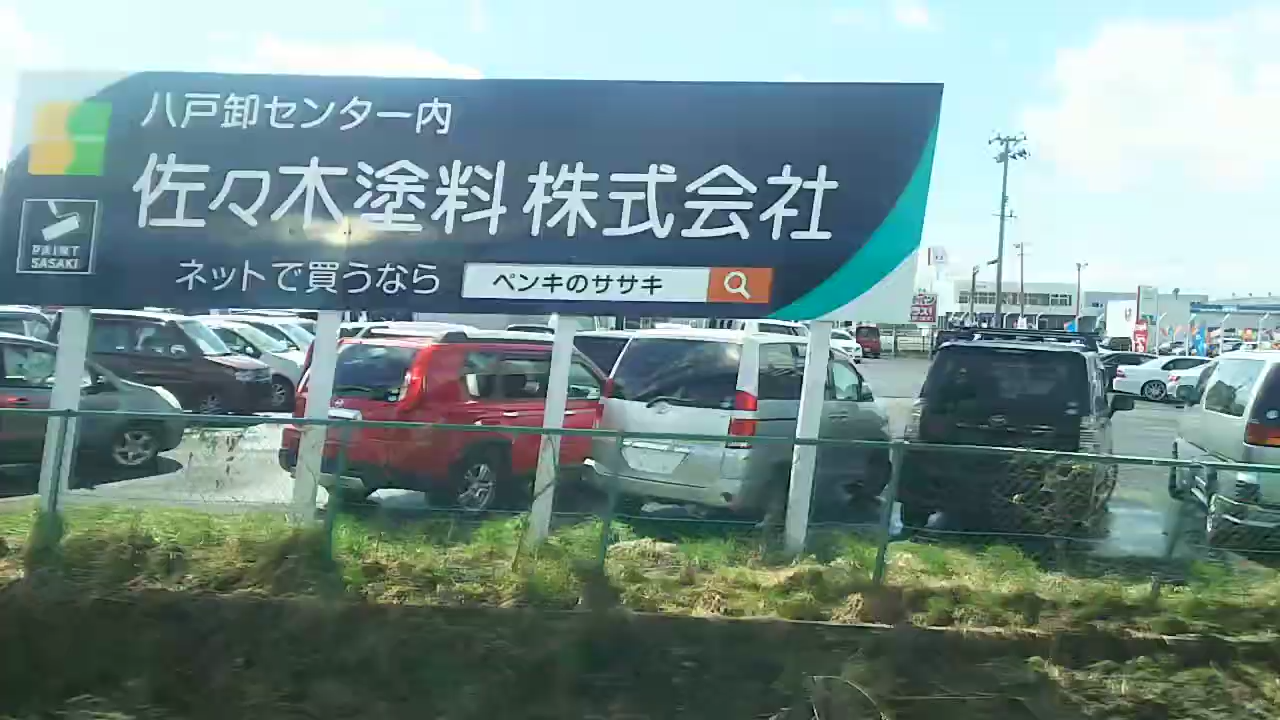 八戸卸センター内
佐々木塗料 株式会社
PAINT
SASAKI
ネットで買うなら
ペンキのササキ